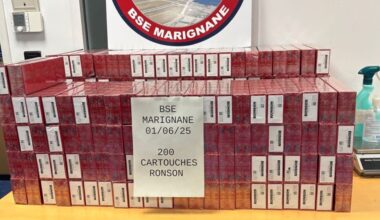 BSE MARIGNANE
BSE
MARIGNANE
01/06/25
200
CARTOUCHES
RONSON